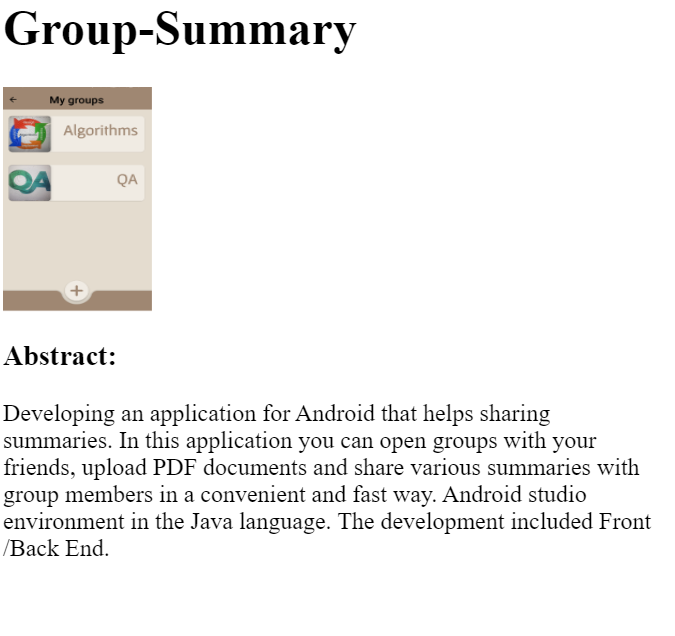 Group-Summary
My groups
Algorithms
QA
QA
Abstract:
Developing an application for Android that helps sharing
summaries. In this application you can open groups with your
friends, upload PDF documents and share various summaries with
group members in a convenient and fast way. Android studio
environment in the Java language. The development included Front
/Back End.